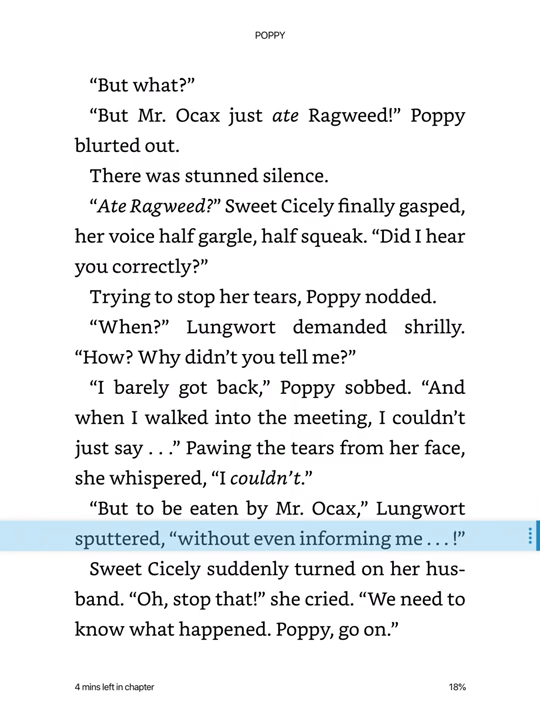 POPPY
“But what?”
“But Mr. Ocax just ate Ragweed!” Poppy
blurted out.
There was stunned silence.
“Ate Ragweed?” Sweet Cicely finally gasped,
her voice half gargle, half squeak. “Did I hear
you correctly?”
Trying to stop her tears, Poppy nodded.
“When?” Lungwort demanded shrilly.
“How? Why didn’t you tell me?”
“I barely got back,” Poppy sobbed. “And
when I walked into the meeting, I couldn’t
just say . . .” Pawing the tears from her face,
she whispered, “I couldn’t.”
“But to be eaten by Mr. Ocax,” Lungwort
sputtered, “without even informing me . . . !”
Sweet Cicely suddenly turned on her hus-
band. “Oh, stop that!” she cried. “We need to
know what happened. Poppy, go on.”
4 mins left in chapter 18%